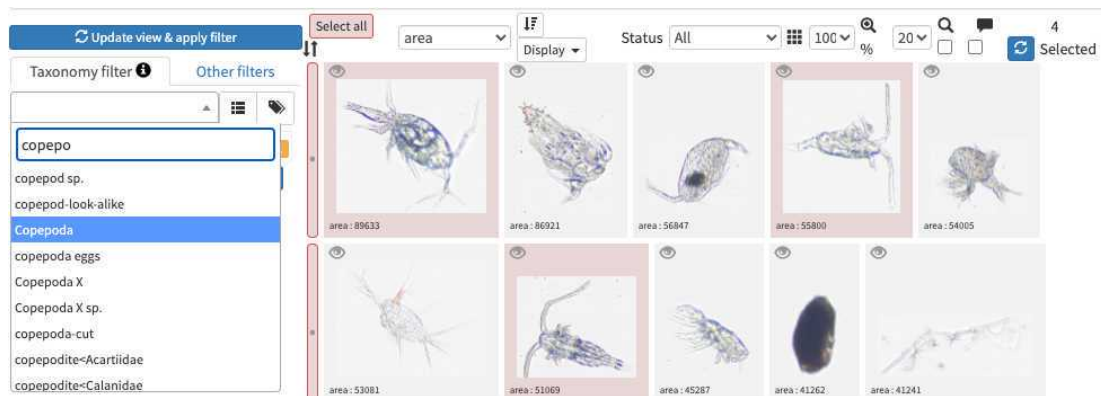 Update view & apply filter
Select all
area
Display
Status All
100
%
20
4
Selected
Taxonomy filter
Other filters
copepo
copepod sp.
copepod-look-alike
Copepoda
copepoda eggs
Copepoda X
Copepoda X sp.
copepoda-cut
copepodite<Acartiidae
copepodite<Calanidae
area : 89633
area : 86921
area : 56847
area : 55800
area : 54005
area : 53081
area : 51069
area : 45287
area : 41262
area : 41241